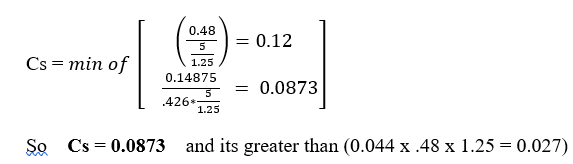 Cs = min of [ (0.48 / (5 / 1.25)) = 0.12
0.14875 / (.426* 5 / 1.25) = 0.0873 ]
So Cs = 0.0873 and its greater than (0.044 x .48 x 1.25 = 0.027)